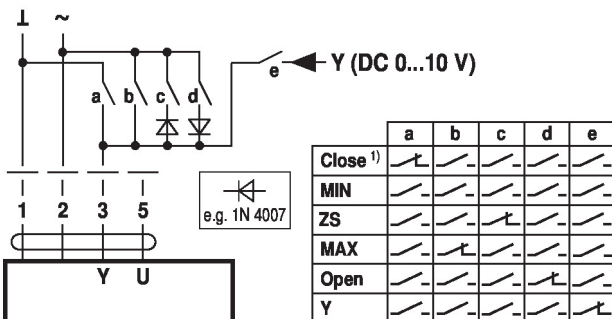 ⊥ ~
e Y (DC 0...10 V)
a b c d
1 2 3 5
e.g. 1N 4007
Y U
a b c d e
Close 1)
MIN
ZS
MAX
Open
Y